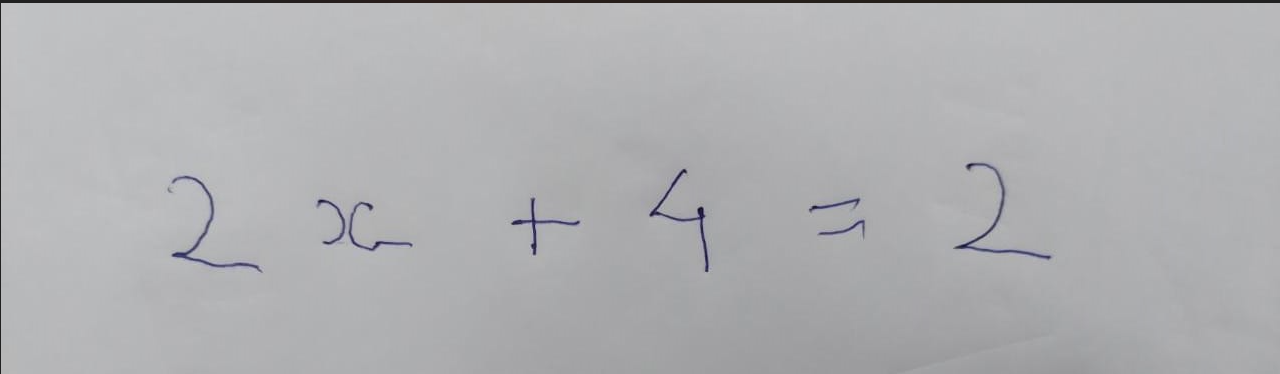 2x + 4 = 2